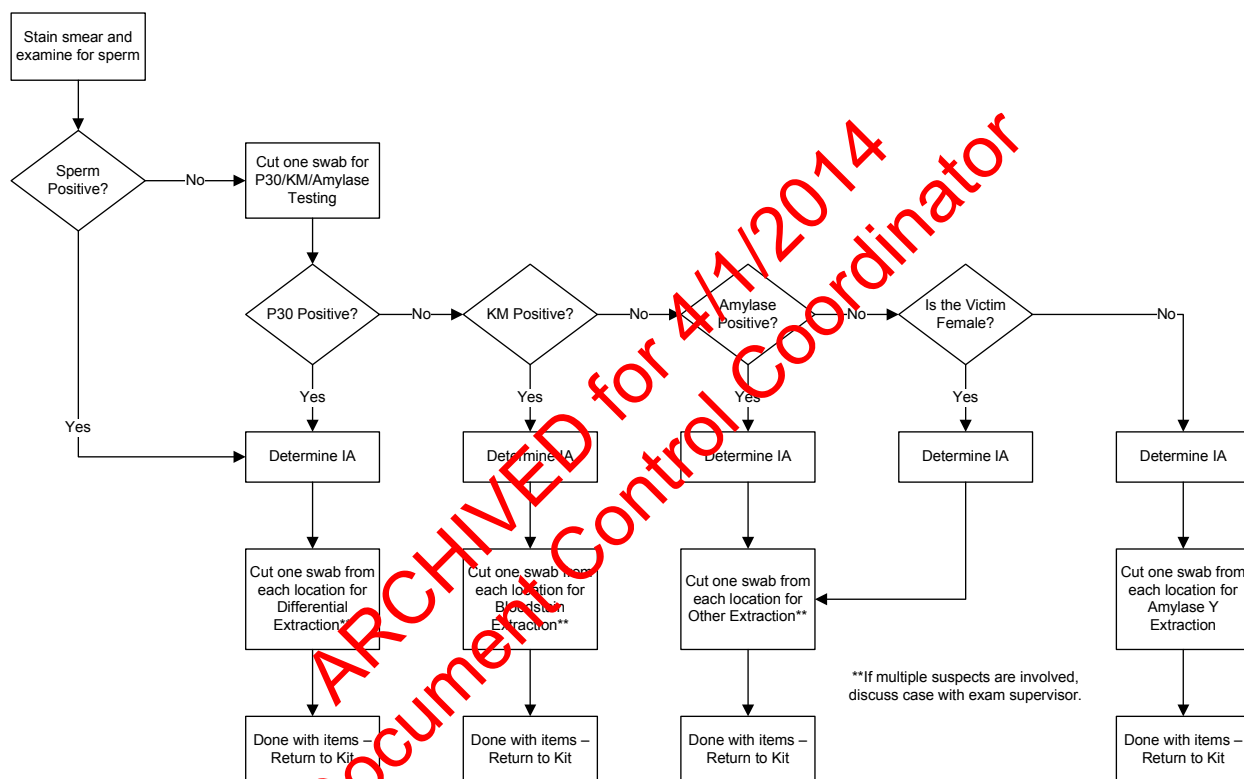 Stain smear and
examine for sperm
Sperm
Positive?
No
Cut one swab for
P30/KM/Amylase
Testing
P30 Positive?
No
KM Positive?
No
Amylase
Positive?
No
Is the Victim
Female?
No
Yes
Yes
Yes
Yes
Yes
Determine IA
Determine IA
Determine IA
Determine IA
Determine IA
Cut one swab from
each location for
Differential
Extraction**
Cut one swab from
each location for
Bloodstain
Extraction**
Cut one swab from
each location for
Other Extraction**
Cut one swab from
each location for
Amylase Y
Extraction
**If multiple suspects are involved,
discuss case with exam supervisor.
Done with items –
Return to Kit
Done with items –
Return to Kit
Done with items –
Return to Kit
Done with items –
Return to Kit
ARCHIVED for 4/1/2014
Document Control Coordinator